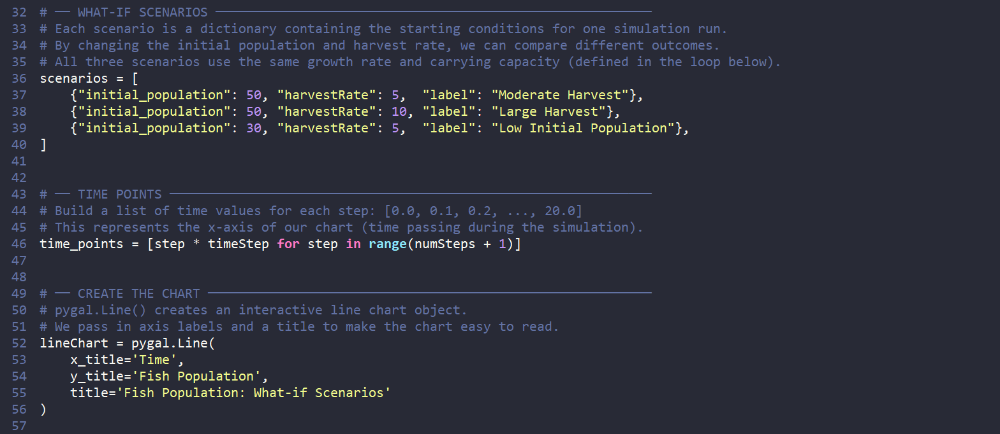 32 # ── WHAT-IF SCENARIOS ─────────────────────────────────────────────────────────
33 # Each scenario is a dictionary containing the starting conditions for one simulation run.
34 # By changing the initial population and harvest rate, we can compare different outcomes.
35 # All three scenarios use the same growth rate and carrying capacity (defined in the loop below).
36 scenarios = [
37     {"initial_population": 50, "harvestRate": 5,  "label": "Moderate Harvest"},
38     {"initial_population": 50, "harvestRate": 10, "label": "Large Harvest"},
39     {"initial_population": 30, "harvestRate": 5,  "label": "Low Initial Population"},
40 ]
41
42
43 # ── TIME POINTS ───────────────────────────────────────────────────────────────
44 # Build a list of time values for each step: [0.0, 0.1, 0.2, ..., 20.0]
45 # This represents the x-axis of our chart (time passing during the simulation).
46 time_points = [step * timeStep for step in range(numSteps + 1)]
47
48
49 # ── CREATE THE CHART ──────────────────────────────────────────────────────────
50 # pygal.Line() creates an interactive line chart object.
51 # We pass in axis labels and a title to make the chart easy to read.
52 lineChart = pygal.Line(
53     x_title='Time',
54     y_title='Fish Population',
55     title='Fish Population: What-if Scenarios'
56 )
57